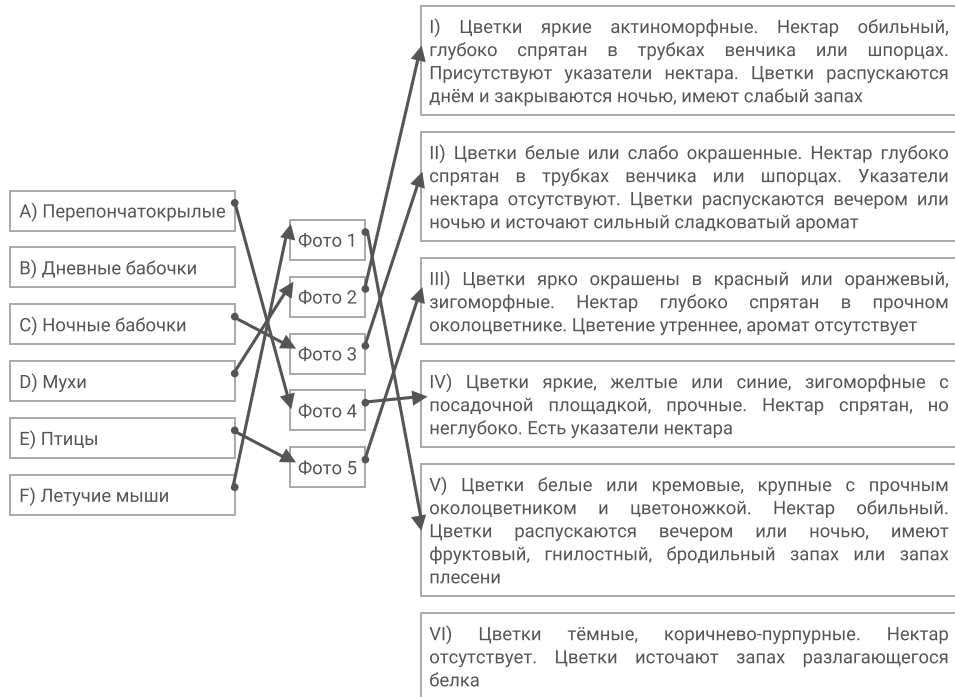 A) Перепончатокрылые
B) Дневные бабочки
C) Ночные бабочки
D) Мухи
E) Птицы
F) Летучие мыши
Фото 1
Фото 2
Фото 3
Фото 4
Фото 5
I) Цветки яркие актиноморфные. Нектар обильный,
глубоко спрятан в трубках венчика или шпорцах.
Присутствуют указатели нектара. Цветки распускаются
днём и закрываются ночью, имеют слабый запах
II) Цветки белые или слабо окрашенные. Нектар глубоко
спрятан в трубках венчика или шпорцах. Указатели
нектара отсутствуют. Цветки распускаются вечером или
ночью и источают сильный сладковатый аромат
III) Цветки ярко окрашены в красный или оранжевый,
зигоморфные. Нектар глубоко спрятан в прочном
околоцветнике. Цветение утреннее, аромат отсутствует
IV) Цветки яркие, желтые или синие, зигоморфные с
посадочной площадкой, прочные. Нектар спрятан, но
неглубоко. Есть указатели нектара
V) Цветки белые или кремовые, крупные с прочным
околоцветником и цветоножкой. Нектар обильный.
Цветки распускаются вечером или ночью, имеют
фруктовый, гнилостный, бродильный запах или запах
плесени
VI) Цветки тёмные, коричнево-пурпурные. Нектар
отсутствует. Цветки источают запах разлагающегося
белка